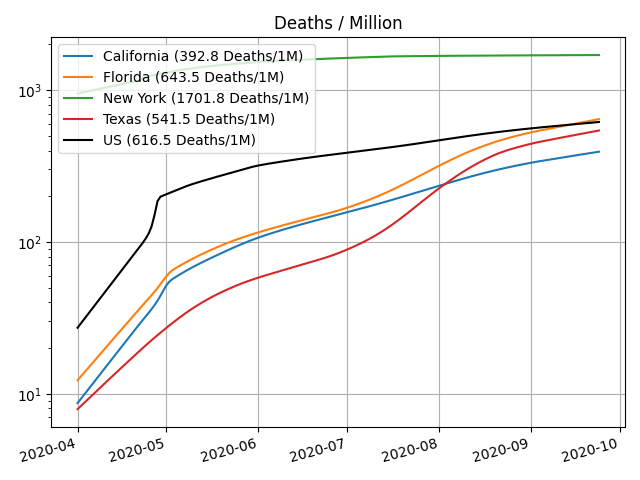 Deaths / Million
California (392.8 Deaths/1M)
Florida (643.5 Deaths/1M)
New York (1701.8 Deaths/1M)
Texas (541.5 Deaths/1M)
US (616.5 Deaths/1M)
10³
10²
10¹
2020-04 2020-05 2020-06 2020-07 2020-08 2020-09 2020-10